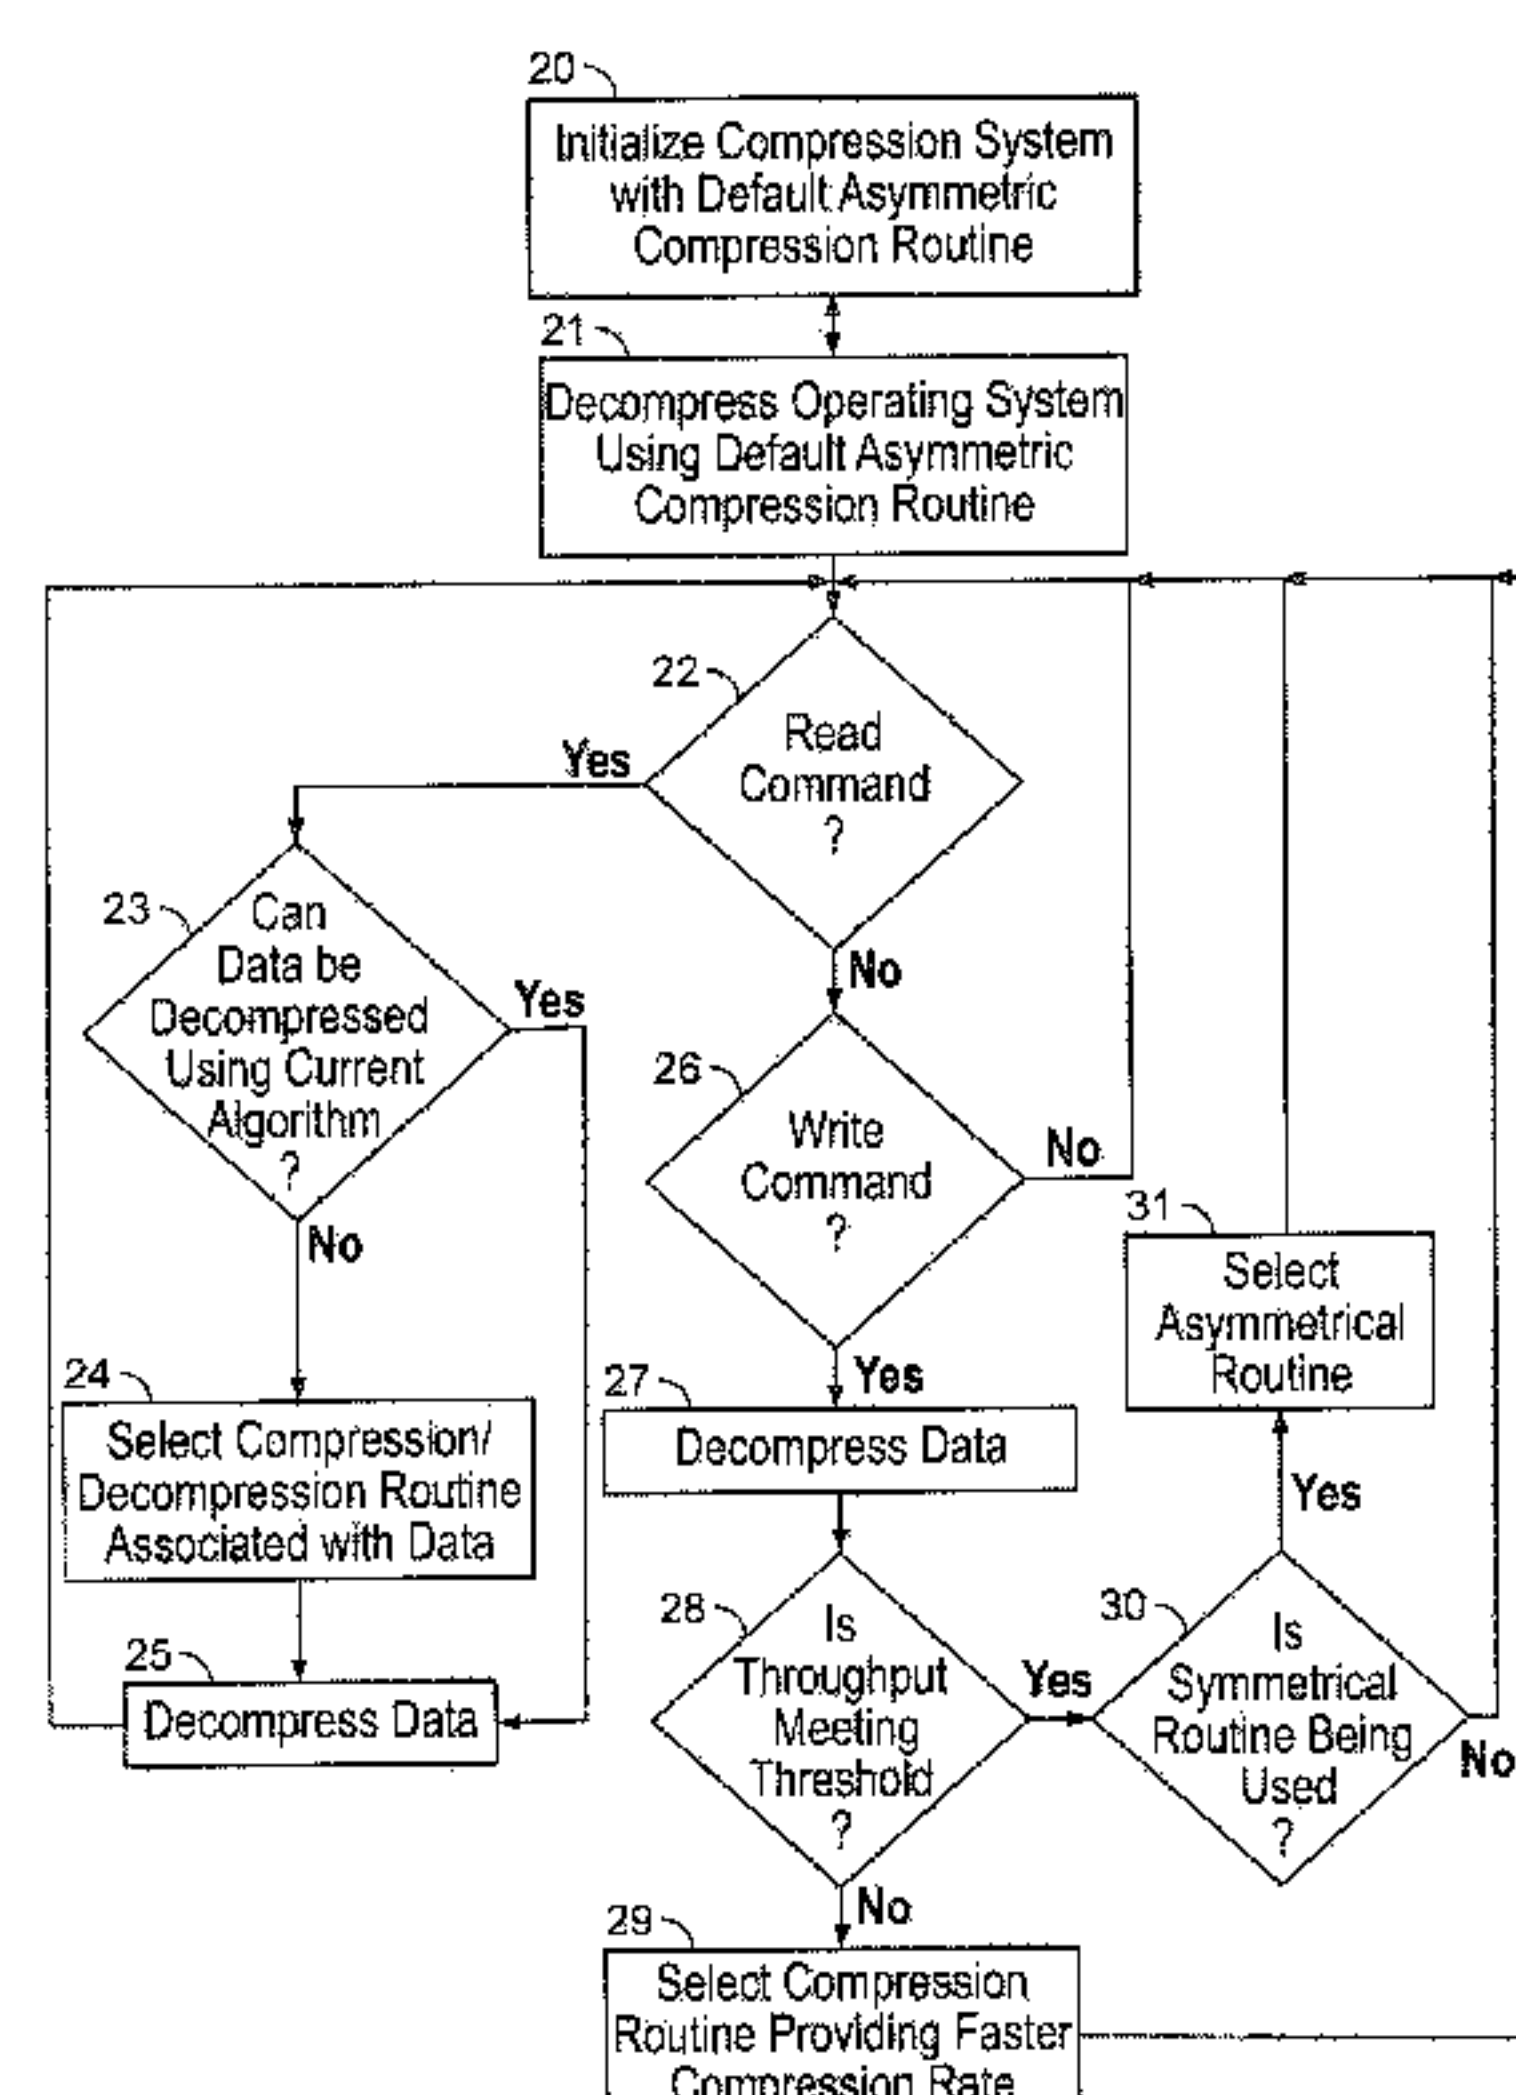 20
Initialize Compression System
with Default Asymmetric
Compression Routine
21
Decompress Operating System
Using Default Asymmetric
Compression Routine
22
Read
Command
?
Yes
No
23
Can
Data be
Decompressed
Using Current
Algorithm
?
Yes
No
24
Select Compression/
Decompression Routine
Associated with Data
25
Decompress Data
26
Write
Command
?
No
Yes
27
Decompress Data
28
Is
Throughput
Meeting
Threshold
?
Yes
No
29
Select Compression
Routine Providing Faster
Compression Rate
30
Is
Symmetrical
Routine Being
Used
?
Yes
No
31
Select
Asymmetrical
Routine